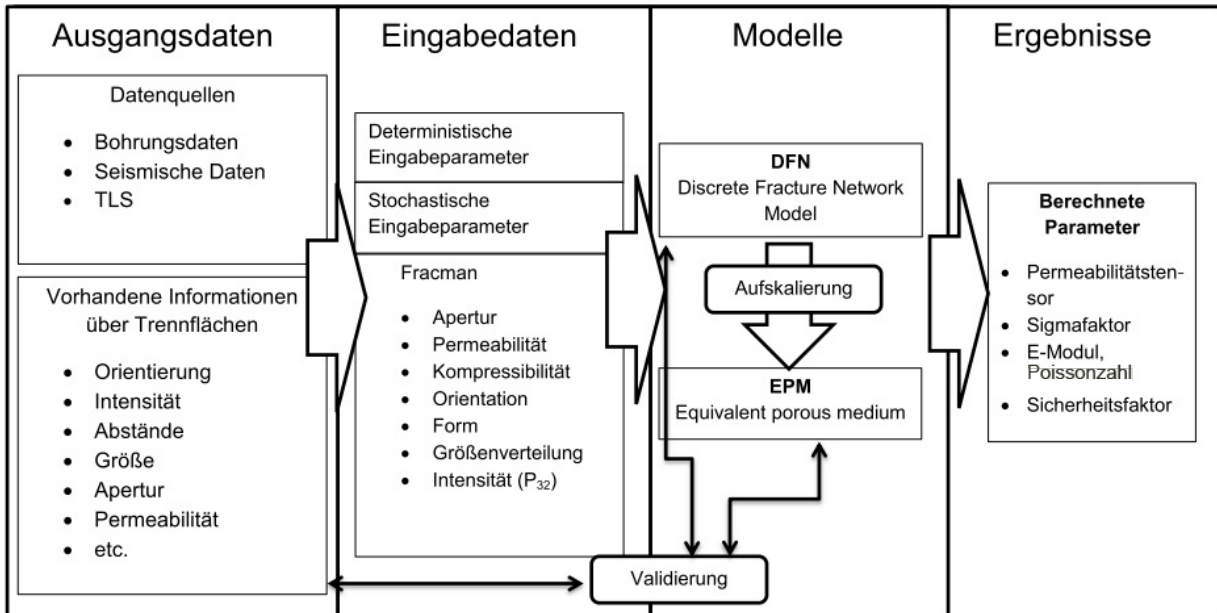 Ausgangsdaten
Datenquellen
• Bohrungsdaten
• Seismische Daten
• TLS
Vorhandene Informationen
über Trennflächen
• Orientierung
• Intensität
• Abstände
• Größe
• Apertur
• Permeabilität
• etc.
Eingabedaten
Deterministische
Eingabeparameter
Stochastische
Eingabeparameter
Fracman
• Apertur
• Permeabilität
• Kompressibilität
• Orientation
• Form
• Größenverteilung
• Intensität (P₃₂)
Modelle
DFN
Discrete Fracture Network
Model
Aufskalierung
EPM
Equivalent porous medium
Validierung
Ergebnisse
Berechnete
Parameter
• Permeabilitätsten-
sor
• Sigmafaktor
• E-Modul,
Poissonzahl
• Sicherheitsfaktor